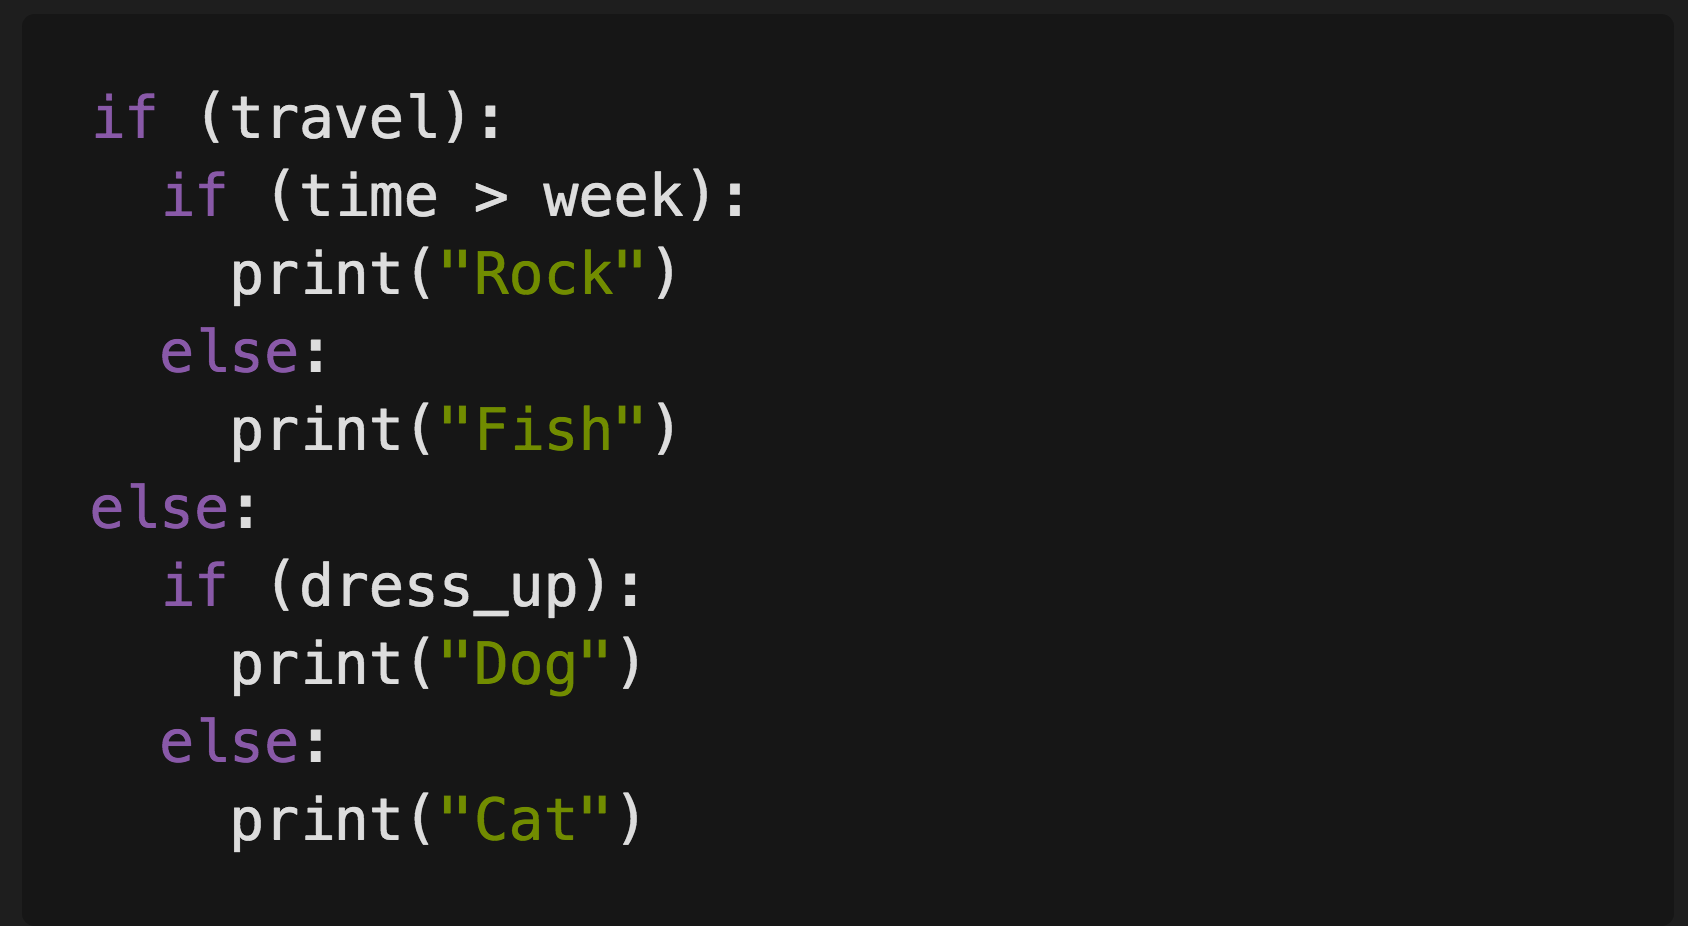 if (travel):
  if (time > week):
    print("Rock")
  else:
    print("Fish")
else:
  if (dress_up):
    print("Dog")
  else:
    print("Cat")